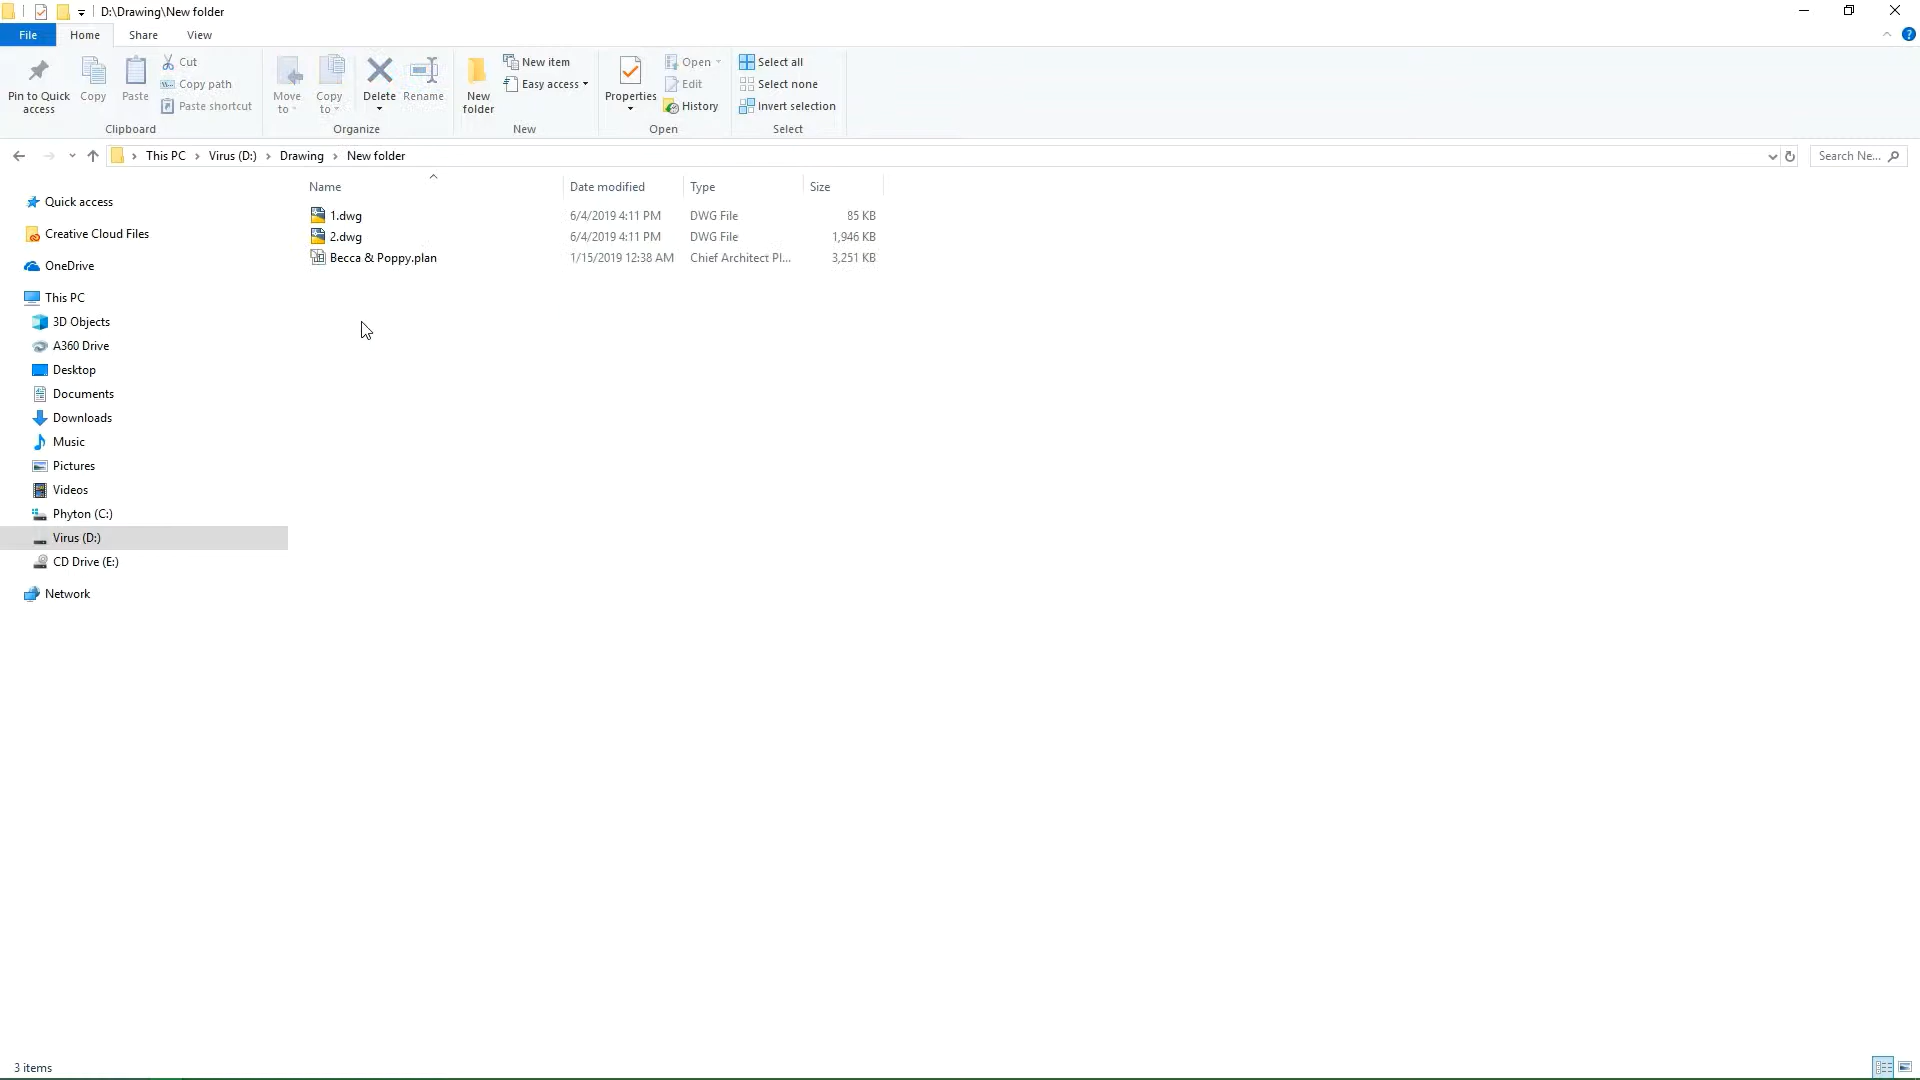 D:\Drawing\New folder
File Home Share View
Pin to Quick access
Copy
Paste
Cut
Copy path
Paste shortcut
Clipboard
Move to
Copy to
Delete
Rename
Organize
New folder
New item
Easy access
New
Properties
Open
Edit
History
Open
Select all
Select none
Invert selection
Select
This PC › Virus (D:) › Drawing › New folder
Search Ne...
Name Date modified Type Size
1.dwg 6/4/2019 4:11 PM DWG File 85 KB
2.dwg 6/4/2019 4:11 PM DWG File 1,946 KB
Becca & Poppy.plan 1/15/2019 12:38 AM Chief Architect Pl... 3,251 KB
Quick access
Creative Cloud Files
OneDrive
This PC
3D Objects
A360 Drive
Desktop
Documents
Downloads
Music
Pictures
Videos
Phyton (C:)
Virus (D:)
CD Drive (E:)
Network
3 items